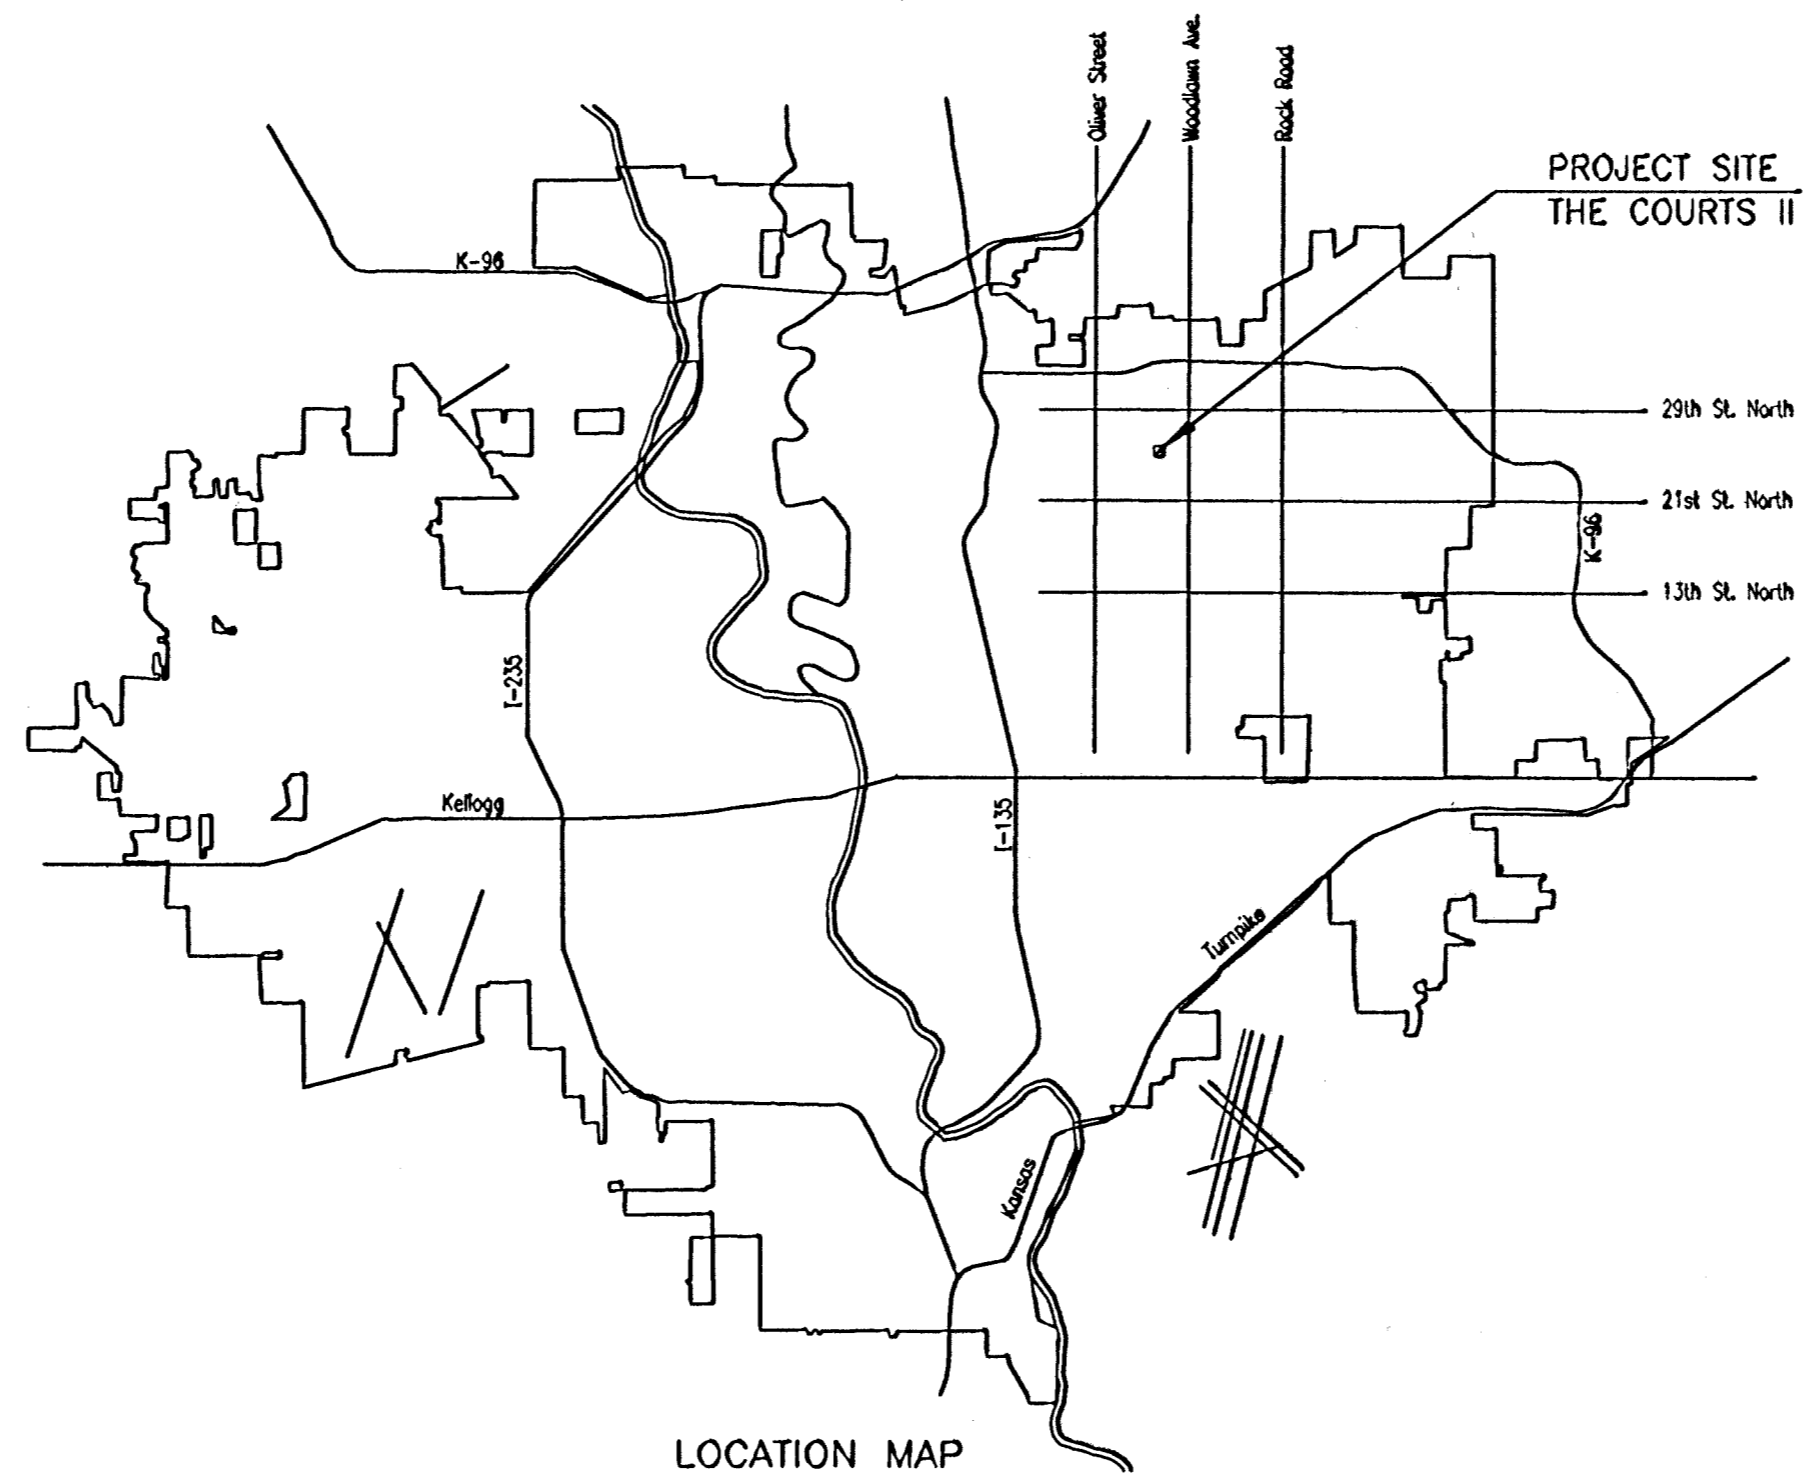 Oliver Street
Woodlawn Ave.
Rock Road
PROJECT SITE
THE COURTS II
K-96
29th St. North
21st St. North
K-96
13th St. North
I-235
Kellogg
I-135
Turnpike
Kansas
LOCATION MAP